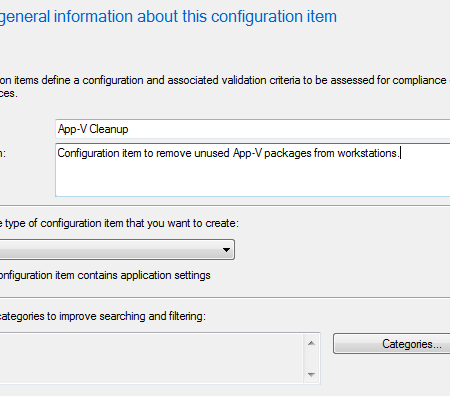 general information about this configuration item
on items define a configuration and associated validation criteria to be assessed for compliance
ces.
App-V Cleanup
n:
Configuration item to remove unused App-V packages from workstations.
e type of configuration item that you want to create:
onfiguration item contains application settings
categories to improve searching and filtering:
Categories...